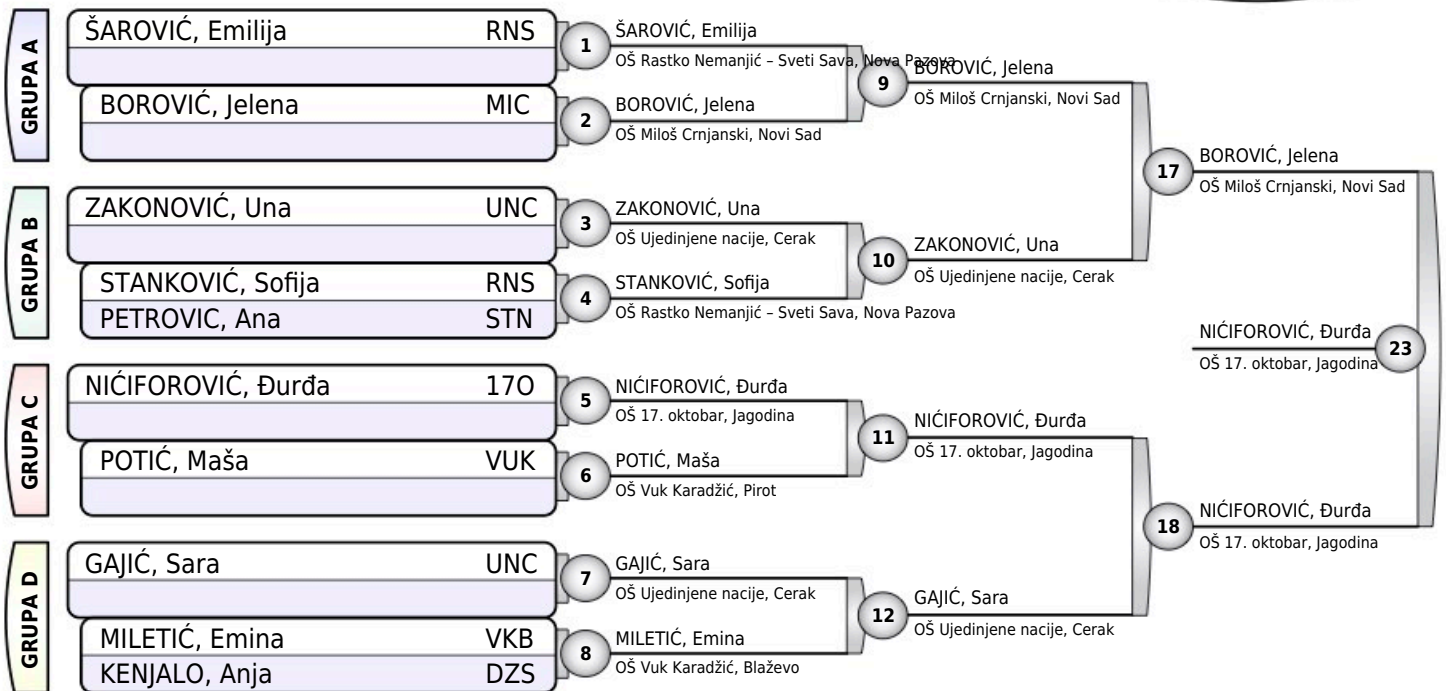 GRUPA A
ŠAROVIĆ, Emilija RNS
BOROVIĆ, Jelena MIC
GRUPA B
ZAKONOVIĆ, Una UNC
STANKOVIĆ, Sofija RNS
PETROVIC, Ana STN
GRUPA C
NIĆIFOROVIĆ, Đurđa 17O
POTIĆ, Maša VUK
GRUPA D
GAJIĆ, Sara UNC
MILETIĆ, Emina VKB
KENJALO, Anja DZS
1
ŠAROVIĆ, Emilija
OŠ Rastko Nemanjić – Sveti Sava, Nova Pazova
2
BOROVIĆ, Jelena
OŠ Miloš Crnjanski, Novi Sad
3
ZAKONOVIĆ, Una
OŠ Ujedinjene nacije, Cerak
4
STANKOVIĆ, Sofija
OŠ Rastko Nemanjić – Sveti Sava, Nova Pazova
5
NIĆIFOROVIĆ, Đurđa
OŠ 17. oktobar, Jagodina
6
POTIĆ, Maša
OŠ Vuk Karadžić, Pirot
7
GAJIĆ, Sara
OŠ Ujedinjene nacije, Cerak
8
MILETIĆ, Emina
OŠ Vuk Karadžić, Blaževo
9
BOROVIĆ, Jelena
OŠ Miloš Crnjanski, Novi Sad
10
ZAKONOVIĆ, Una
OŠ Ujedinjene nacije, Cerak
11
NIĆIFOROVIĆ, Đurđa
OŠ 17. oktobar, Jagodina
12
GAJIĆ, Sara
OŠ Ujedinjene nacije, Cerak
17
BOROVIĆ, Jelena
OŠ Miloš Crnjanski, Novi Sad
18
NIĆIFOROVIĆ, Đurđa
OŠ 17. oktobar, Jagodina
NIĆIFOROVIĆ, Đurđa
OŠ 17. oktobar, Jagodina
23